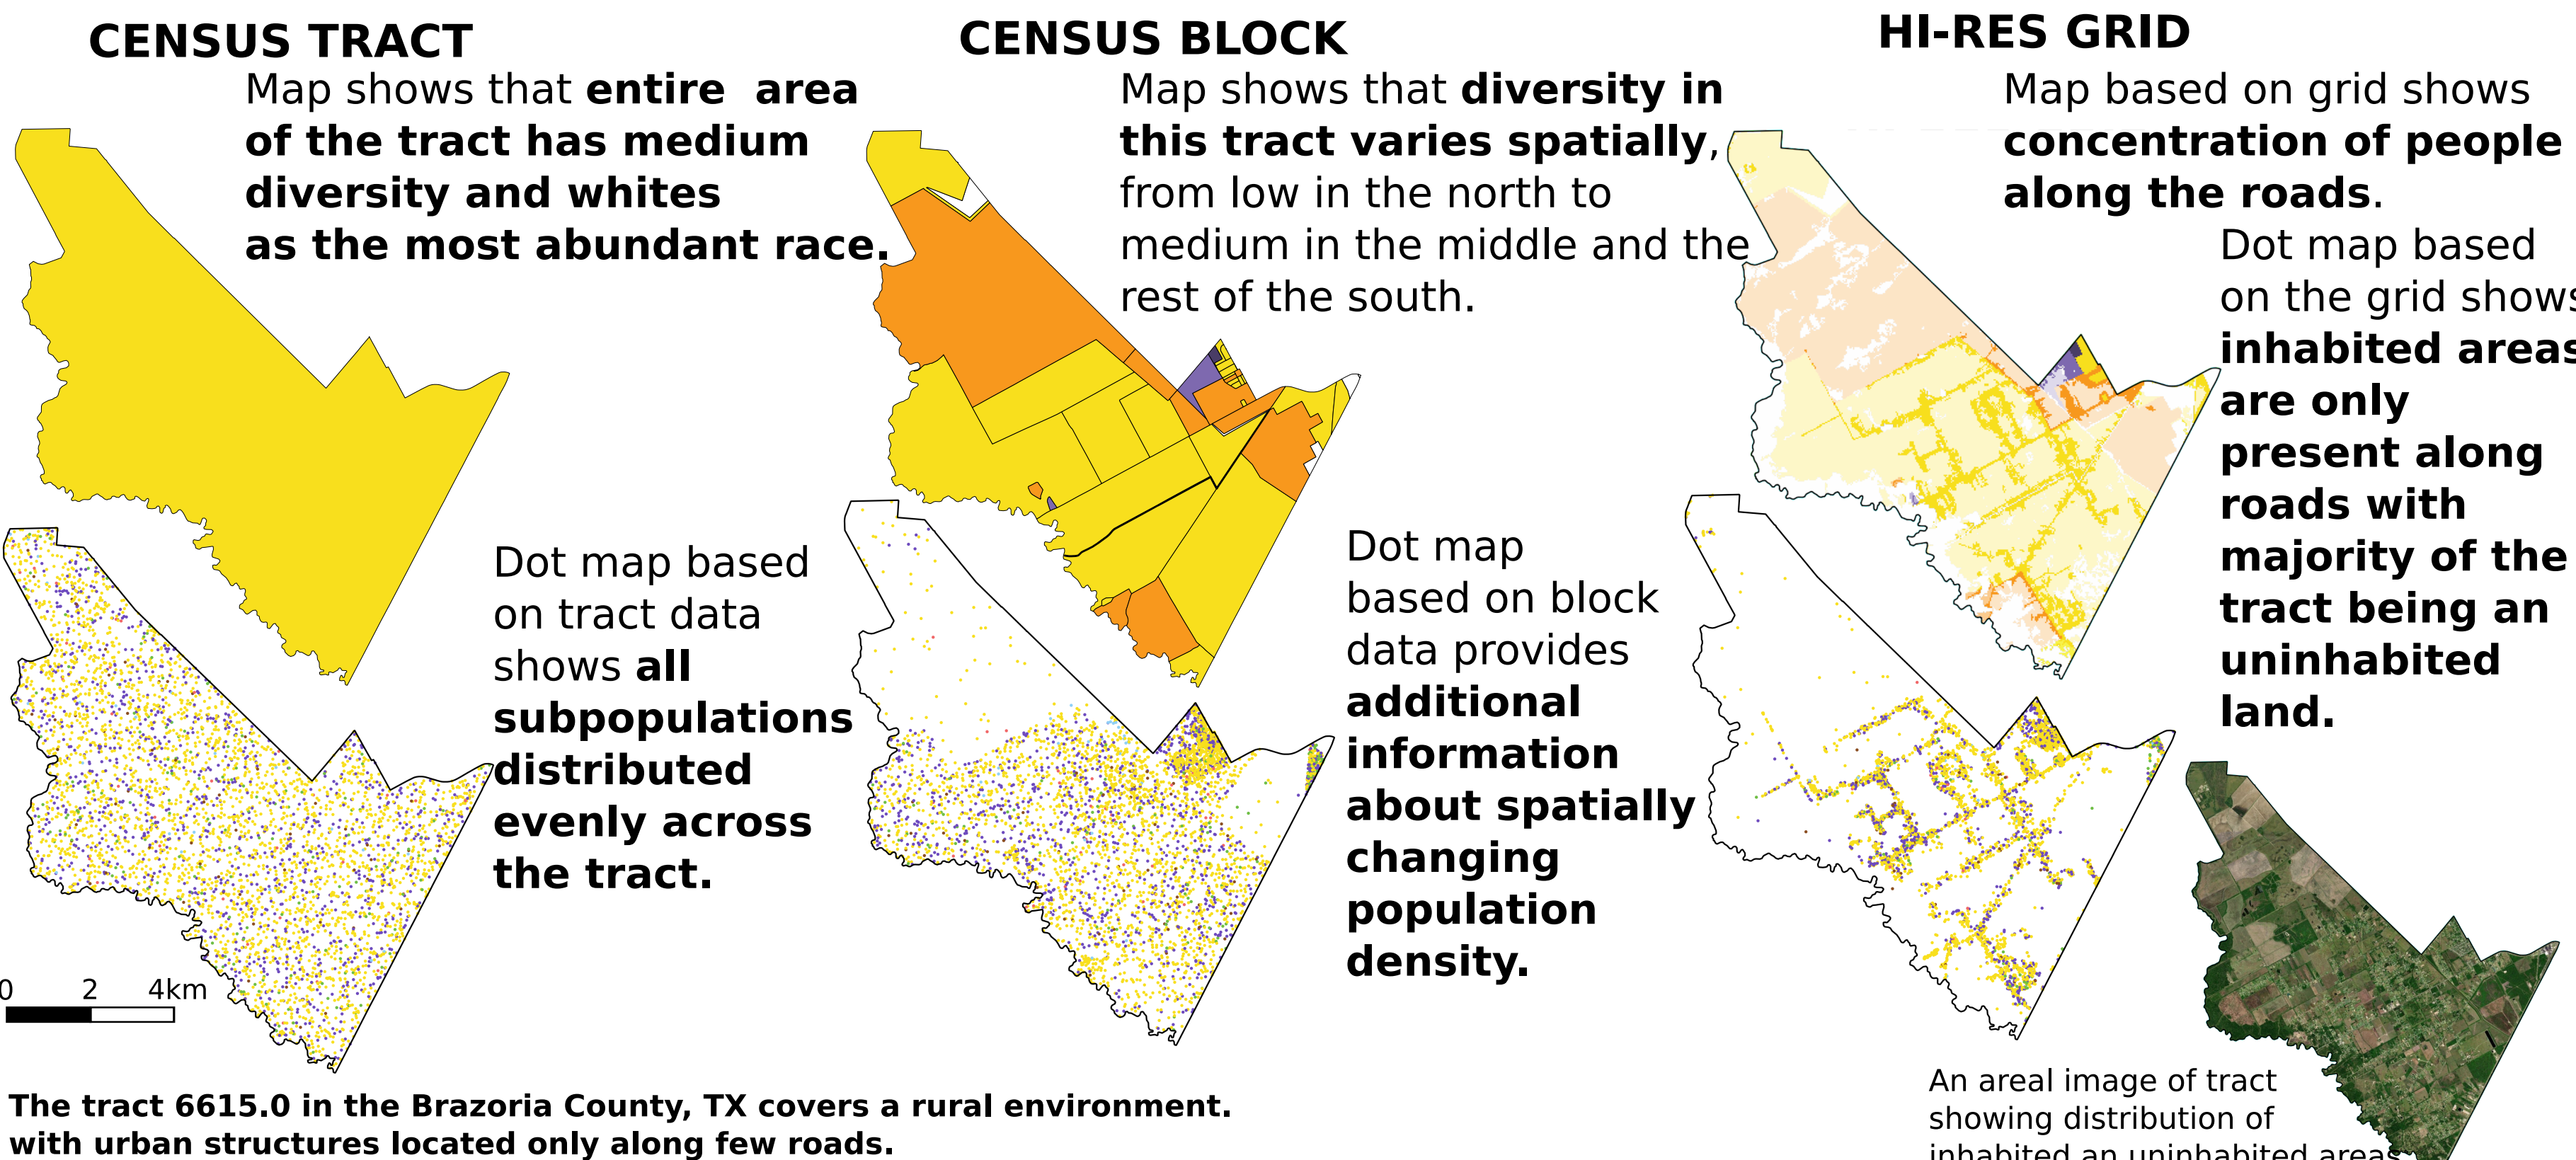 CENSUS TRACT
Map shows that entire area
of the tract has medium
diversity and whites
as the most abundant race.
Dot map based
on tract data
shows all
subpopulations
distributed
evenly across
the tract.
0 2 4km
CENSUS BLOCK
Map shows that diversity in
this tract varies spatially,
from low in the north to
medium in the middle and the
rest of the south.
Dot map
based on block
data provides
additional
information
about spatially
changing
population
density.
HI-RES GRID
Map based on grid shows
concentration of people
along the roads.
Dot map based
on the grid shows
inhabited areas
are only
present along
roads with
majority of the
tract being an
uninhabited
land.
An areal image of tract
showing distribution of
inhabited an uninhabited areas
The tract 6615.0 in the Brazoria County, TX covers a rural environment.
with urban structures located only along few roads.